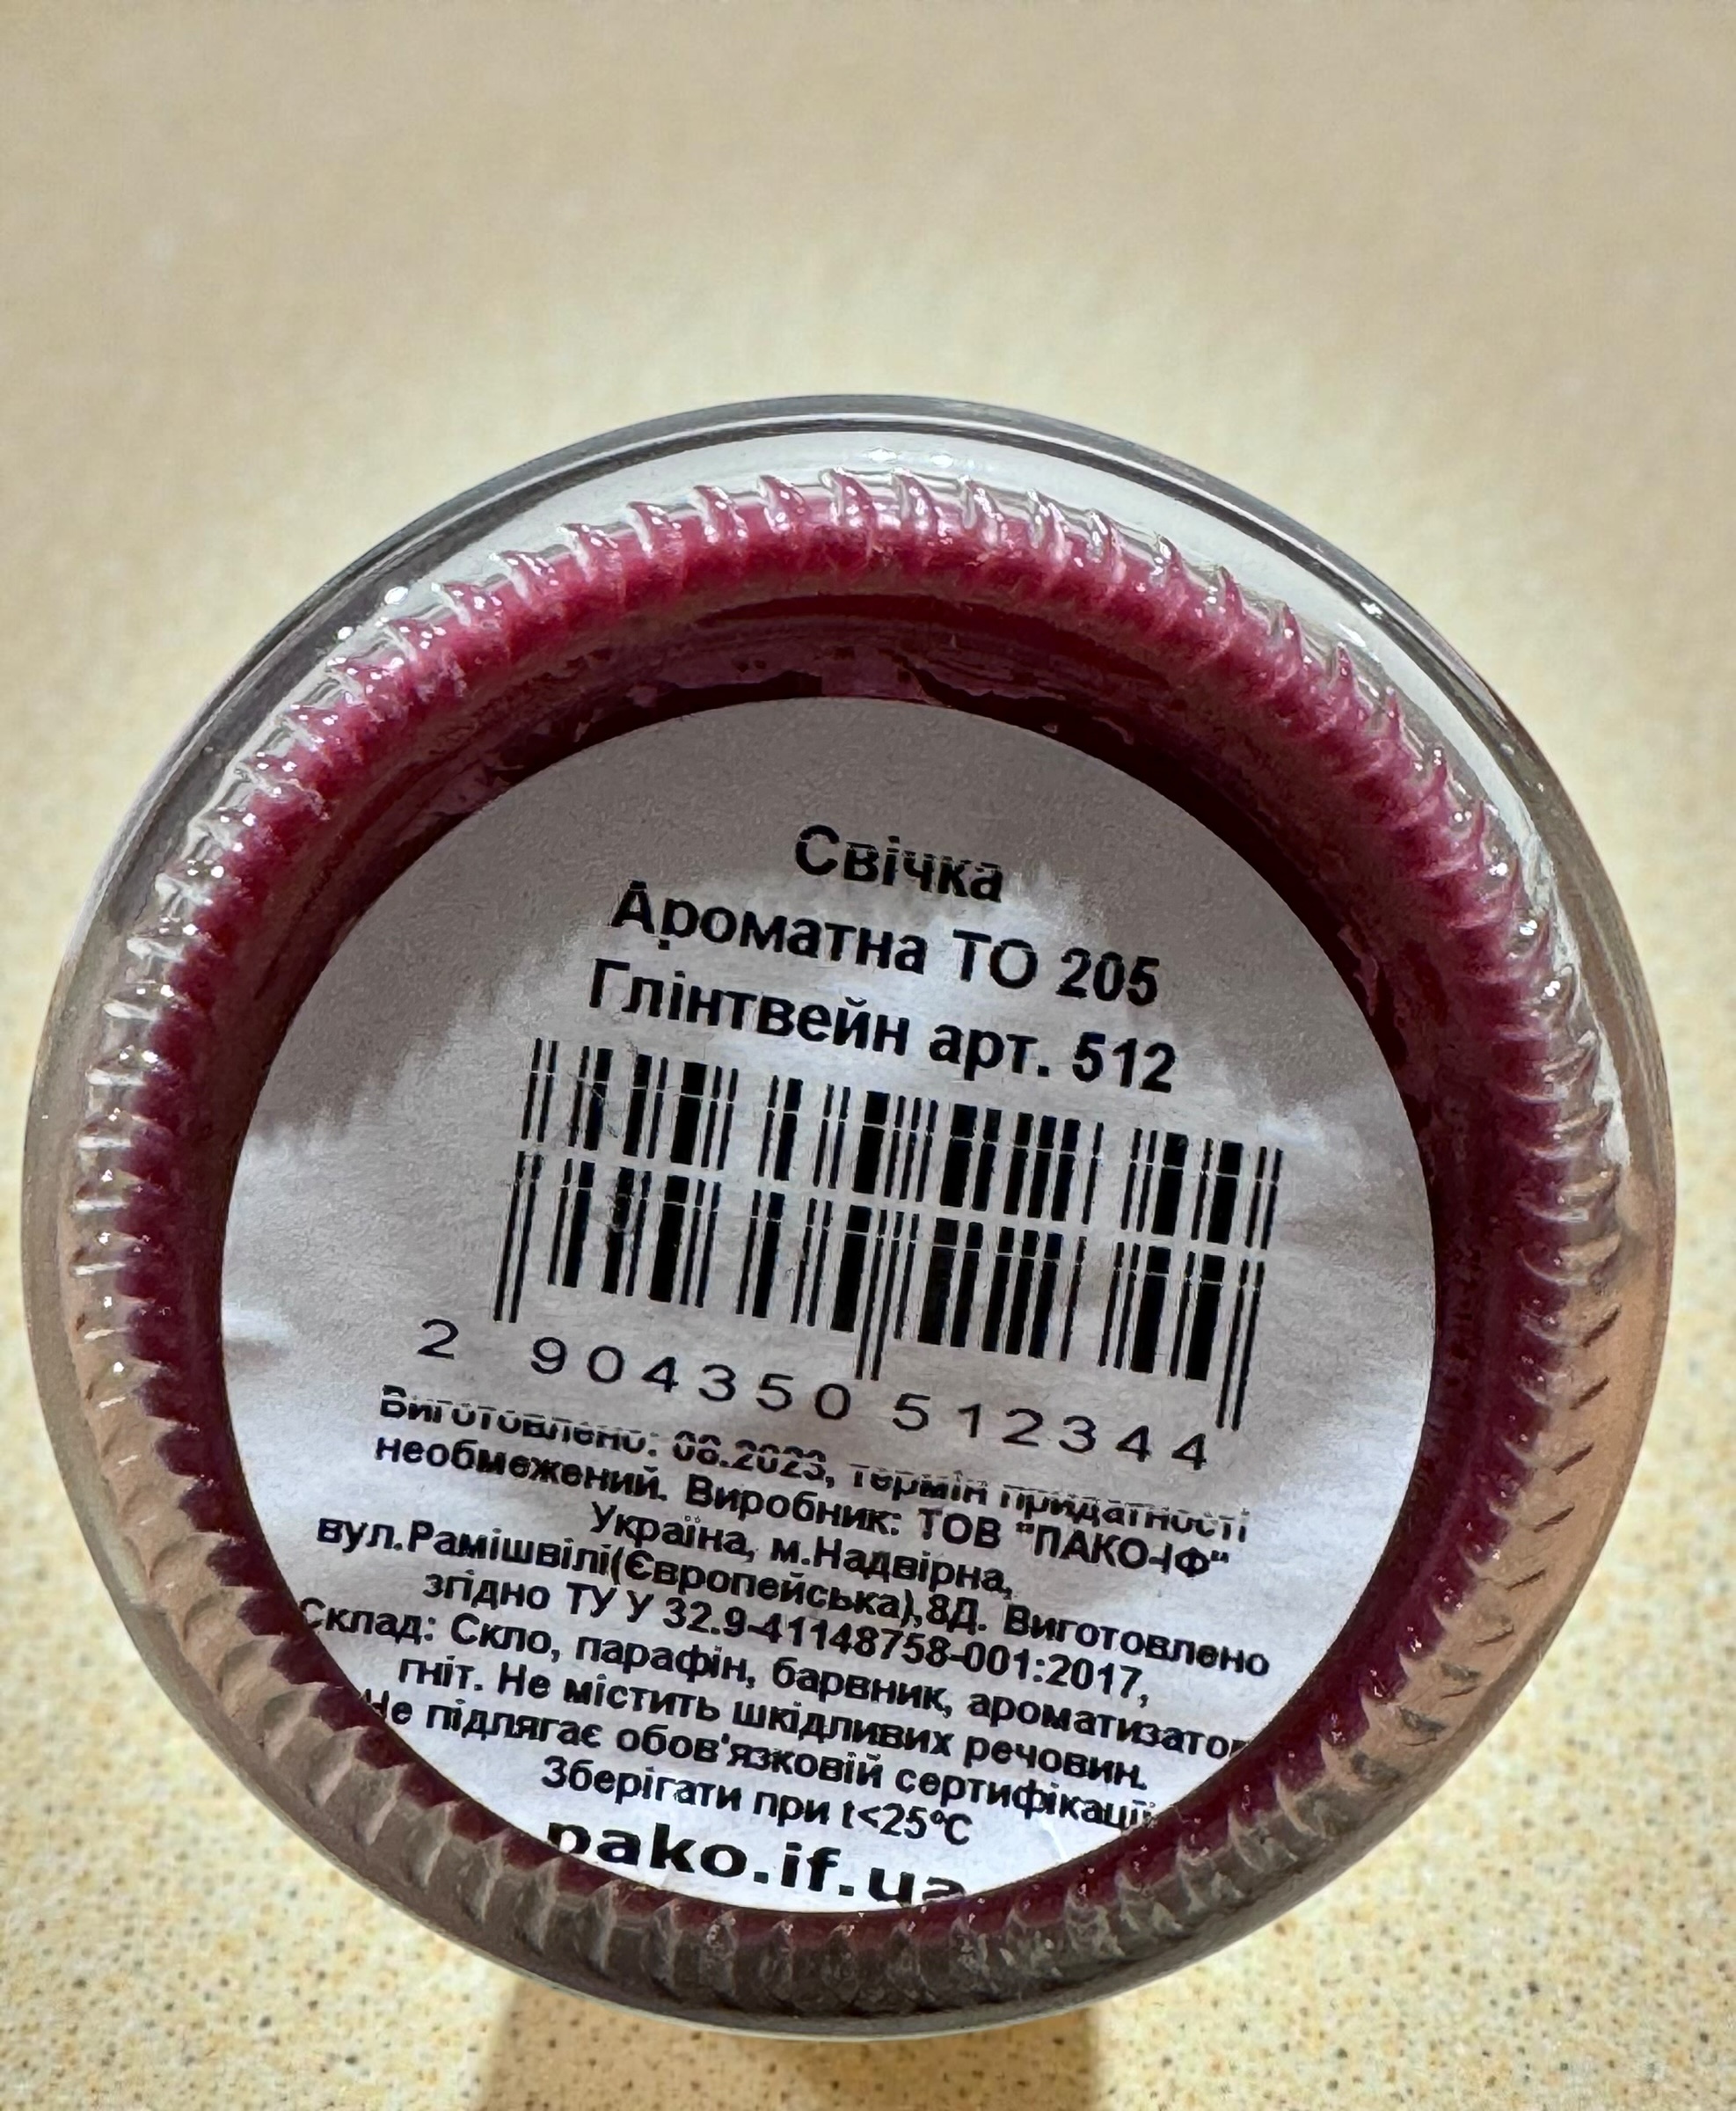 Свічка
Ароматна ТО 205
Глінтвейн арт. 512
2 904350 512344
Виготовлено: 08.2023, термін придатності
необмежений. Виробник: ТОВ "ПАКО-ІФ"
Україна, м.Надвірна,
вул.Рамішвілі(Європейська),8Д. Виготовлено
згідно ТУ У 32.9-41148758-001:2017,
Склад: Скло, парафін, барвник, ароматизатор
гніт. Не містить шкідливих речовин.
Не підлягає обов'язковій сертифікації
Зберігати при t<25°C
pako.if.ua